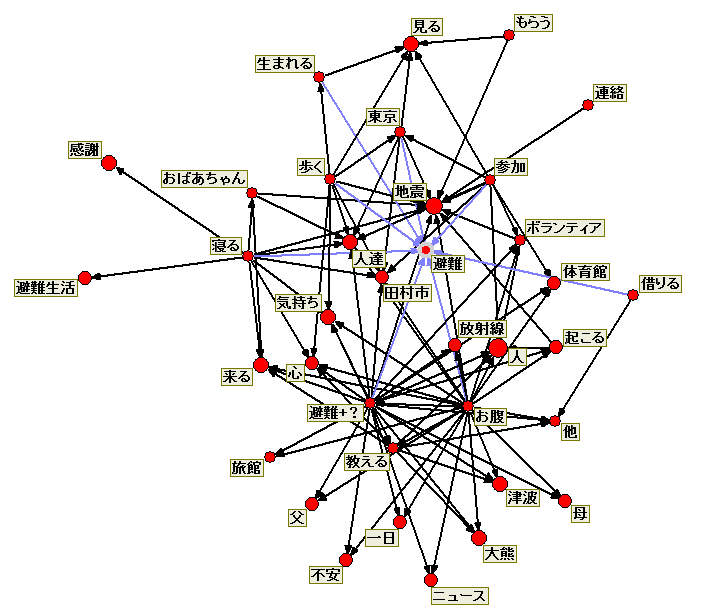 見る
もらう
生まれる
連絡
東京
感謝
おばあちゃん
歩く
参加
地震
ボランティア
寝る
人達
避難
体育館
避難生活
田村市
借りる
気持ち
放射線
起こる
人
来る
心
避難+？
お腹
他
旅館
教える
津波
母
父
一日
大熊
不安
ニュース